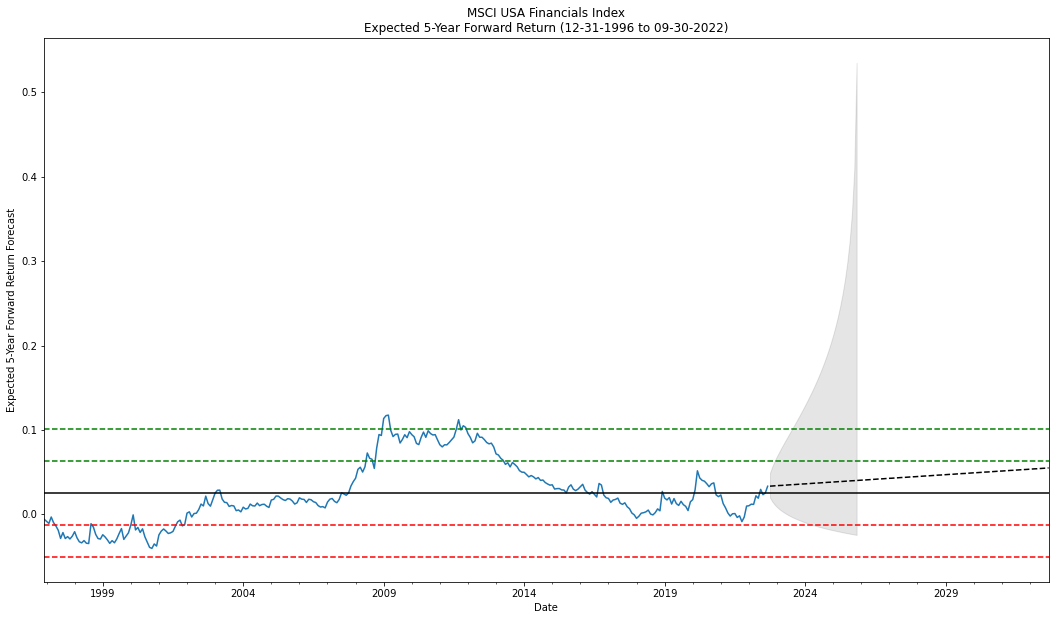 MSCI USA Financials Index
Expected 5-Year Forward Return (12-31-1996 to 09-30-2022)
Expected 5-Year Forward Return Forecast
0.5
0.4
0.3
0.2
0.1
0.0
1999 2004 2009 2014 2019 2024 2029
Date